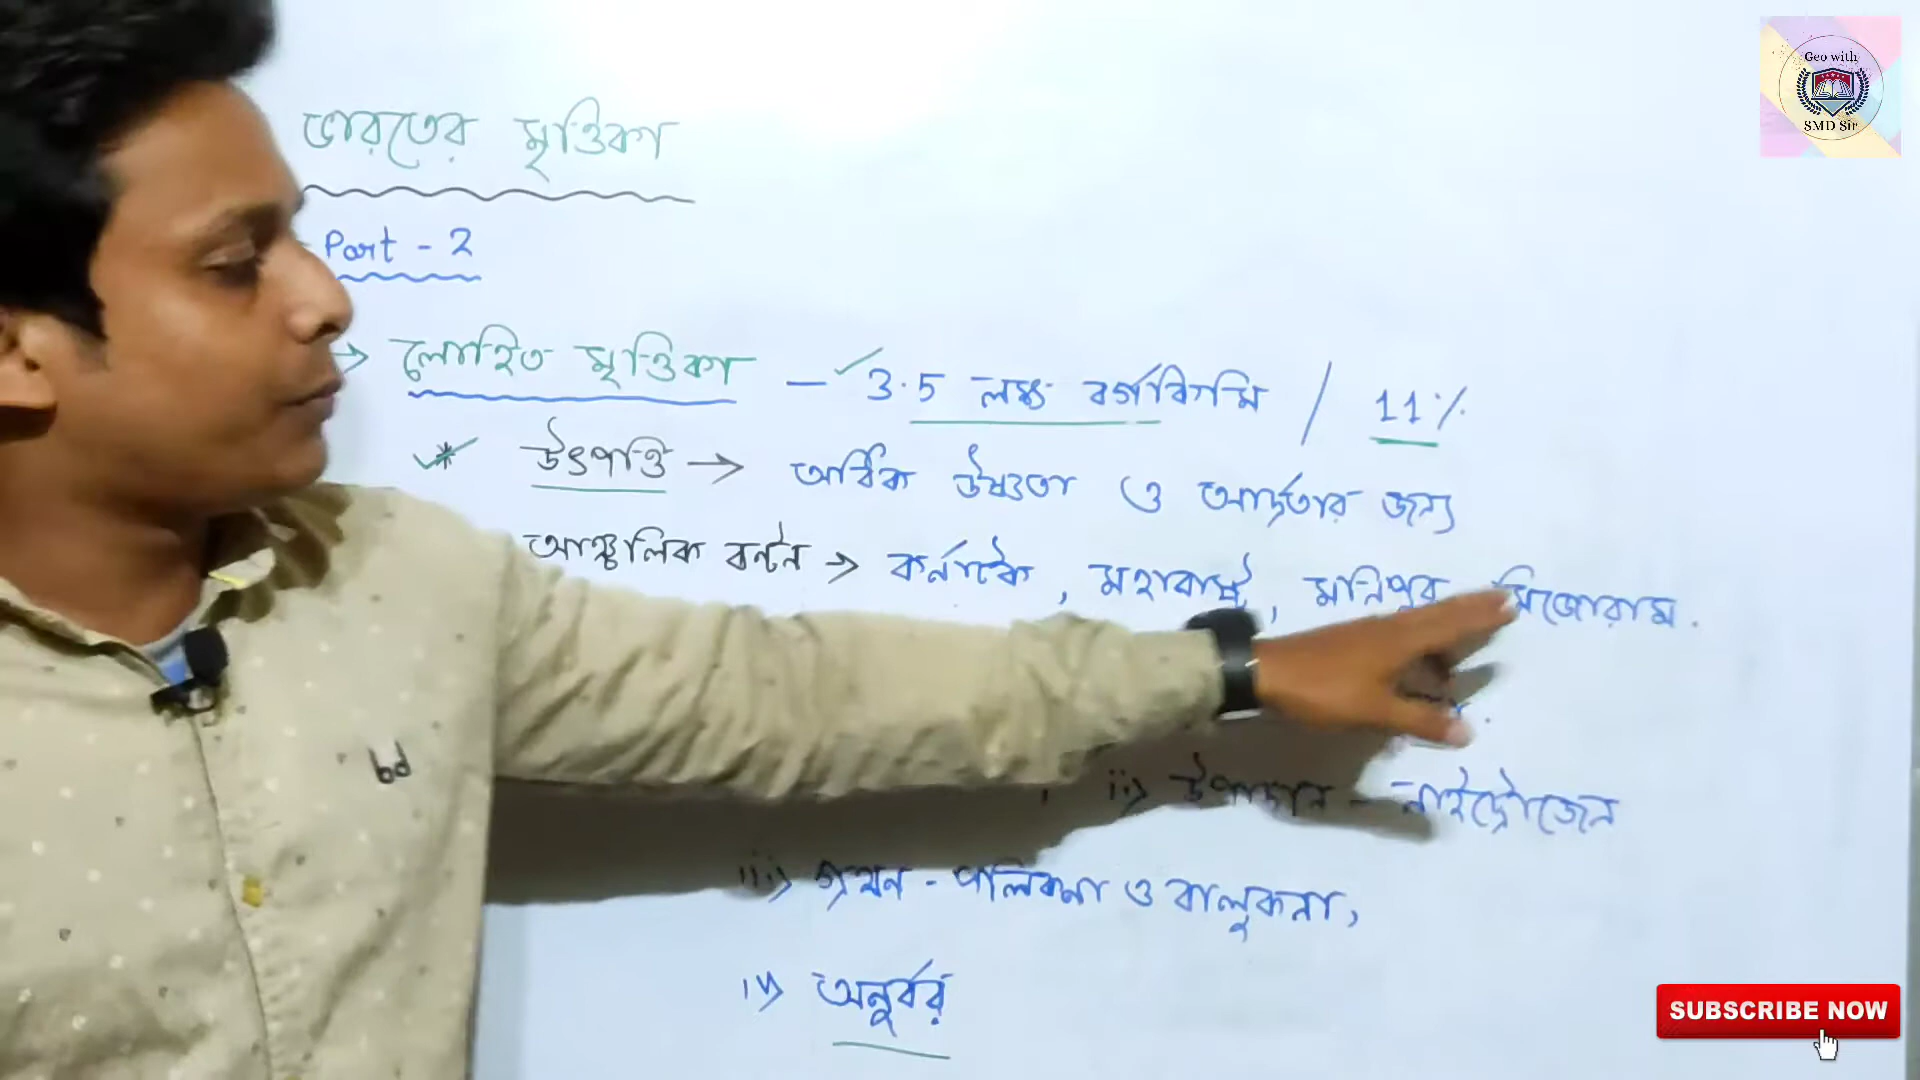 Geo with
SMD Sir
ভারতের মৃত্তিকা
Part - 2
→ লোহিত মৃত্তিকা - ✓ 3.5 লক্ষ বর্গকিমি / 11%
* উৎপত্তি → অধিক উষ্ণতা ও আর্দ্রতার জন্য
আঞ্চলিক বন্টন → কর্নাটক, মহারাষ্ট্র, মনিপুর মিজোরাম.
ii) উপাদান - নাইট্রোজেন
iii) গ্রথন - পলিকনা ও বালুকনা,
iv) অনুর্বর
bd
SUBSCRIBE NOW